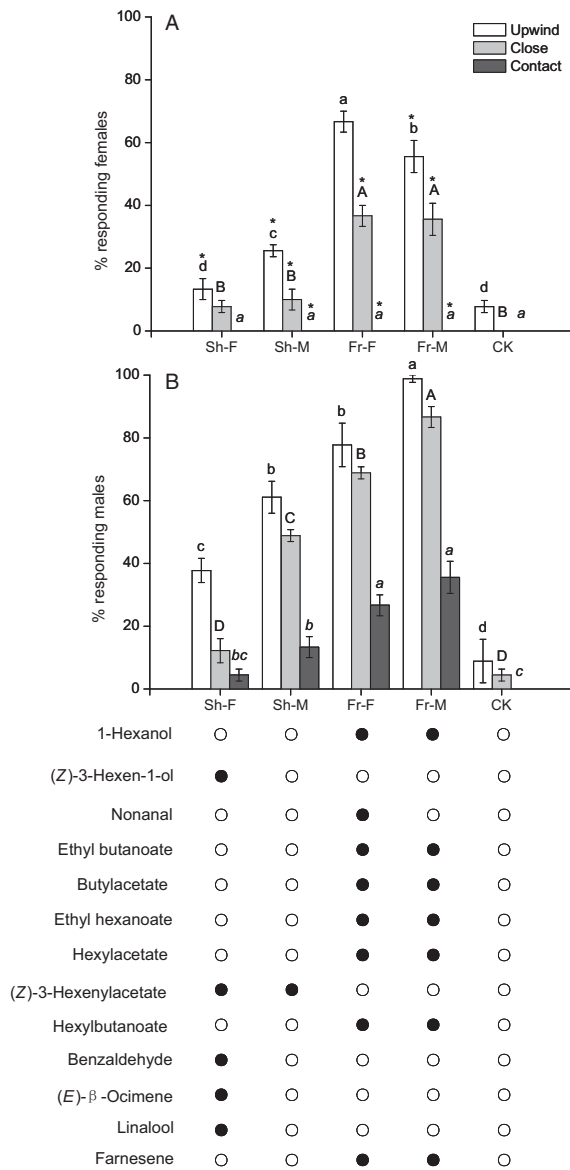 A
Upwind
Close
Contact
% responding females
100
80
60
40
20
0
* d B a
* c * B * a
a * A * a
* b * A * a
d B a
Sh-F Sh-M Fr-F Fr-M CK
B
% responding males
100
80
60
40
20
0
c D bc
b C b
b B a
a A a
d D c
Sh-F Sh-M Fr-F Fr-M CK
1-Hexanol
(Z)-3-Hexen-1-ol
Nonanal
Ethyl butanoate
Butylacetate
Ethyl hexanoate
Hexylacetate
(Z)-3-Hexenylacetate
Hexylbutanoate
Benzaldehyde
(E)-β-Ocimene
Linalool
Farnesene